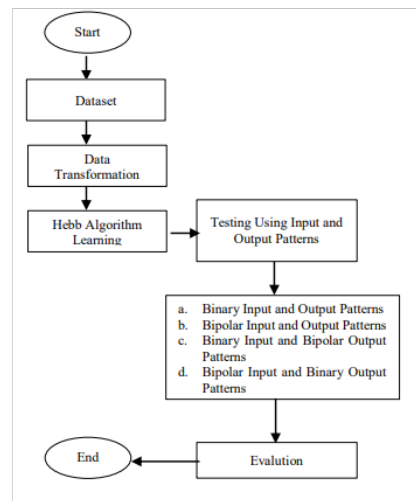 Start
Dataset
Data
Transformation
Hebb Algorithm
Learning
Testing Using Input and
Output Patterns
a. Binary Input and Output Patterns
b. Bipolar Input and Output Patterns
c. Binary Input and Bipolar Output
Patterns
d. Bipolar Input and Binary Output
Patterns
Evalution
End